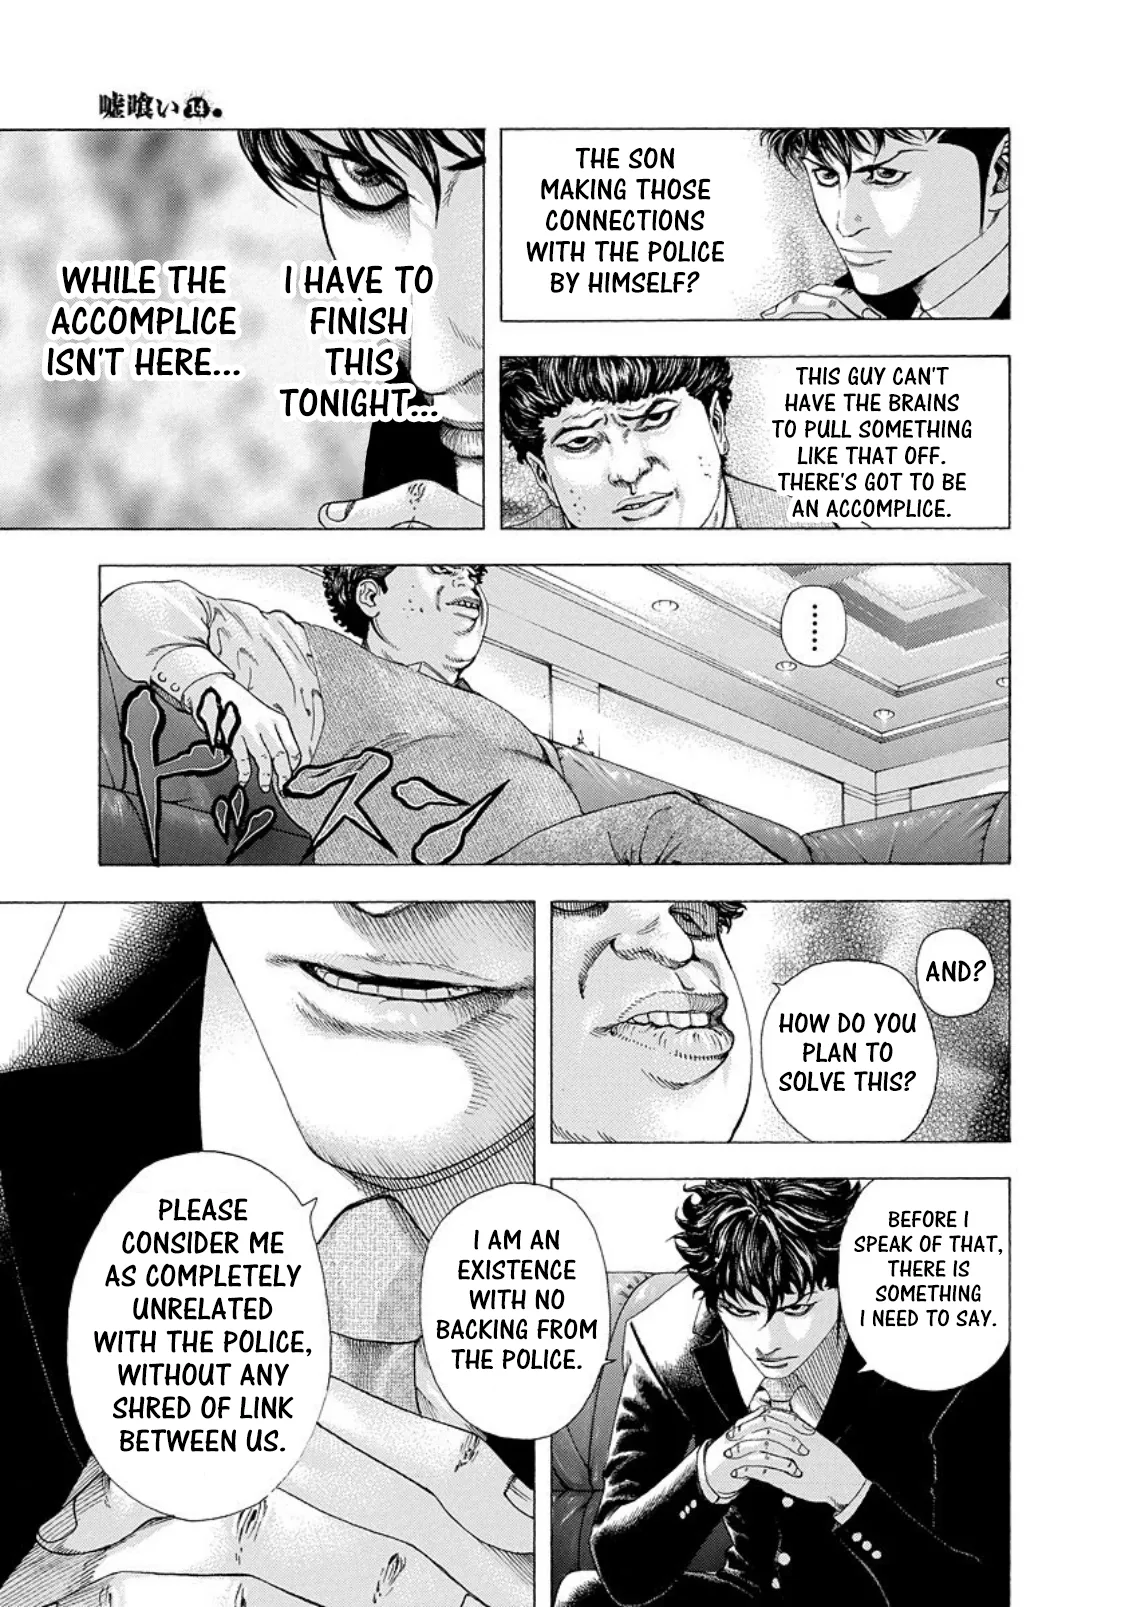 嘘喰い 14
THE SON
MAKING THOSE
CONNECTIONS
WITH THE POLICE
BY HIMSELF?
THIS GUY CAN'T
HAVE THE BRAINS
TO PULL SOMETHING
LIKE THAT OFF.
THERE'S GOT TO BE
AN ACCOMPLICE.
I HAVE TO
FINISH
THIS
TONIGHT...
WHILE THE
ACCOMPLICE
ISN'T HERE...
......
ドッスン
AND?
HOW DO YOU
PLAN TO
SOLVE THIS?
BEFORE I
SPEAK OF THAT,
THERE IS
SOMETHING
I NEED TO SAY.
I AM AN
EXISTENCE
WITH NO
BACKING FROM
THE POLICE.
PLEASE
CONSIDER ME
AS COMPLETELY
UNRELATED
WITH THE POLICE,
WITHOUT ANY
SHRED OF LINK
BETWEEN US.